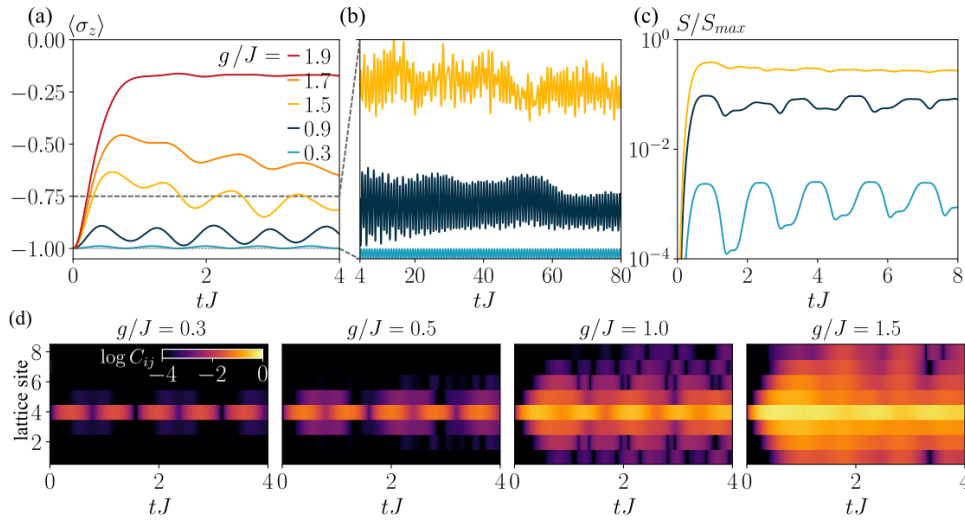 (a) ⟨σ_z⟩
0.00
−0.25
−0.50
−0.75
−1.00
g/J =
1.9
1.7
1.5
0.9
0.3
0 2 4
tJ
(b)
4 20 40 60 80
tJ
(c) S/S_max
10^0
10^−2
10^−4
0 2 4 6 8
tJ
(d)
g/J = 0.3
g/J = 0.5
g/J = 1.0
g/J = 1.5
log C_ij
−4 −2 0
lattice site
8
6
4
2
0 2 4
tJ
0 2 4
tJ
0 2 4
tJ
0 2 4
tJ